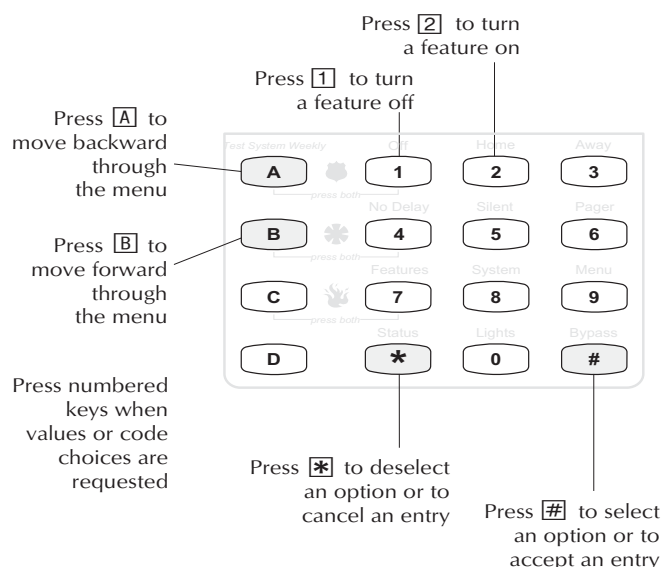 Press 2 to turn
a feature on
Press 1 to turn
a feature off
Press A to
move backward
through
the menu
Test System Weekly
Off
Home
Away
A
1
2
3
press both
No Delay
Silent
Pager
Press B to
move forward
through
the menu
B
4
5
6
press both
Features
System
Menu
C
7
8
9
press both
Status
Lights
Bypass
D
*
0
#
Press numbered
keys when
values or code
choices are
requested
Press * to deselect
an option or to
cancel an entry
Press # to select
an option or to
accept an entry